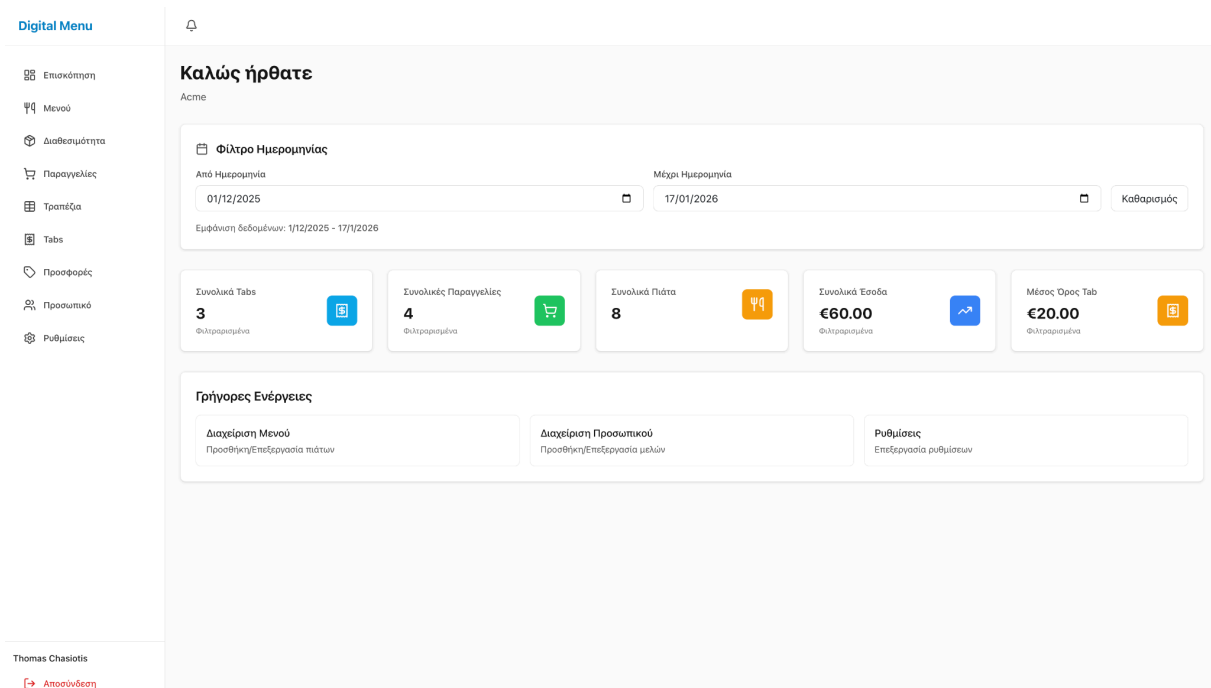 Digital Menu
Επισκόπηση
Μενού
Διαθεσιμότητα
Παραγγελίες
Τραπέζια
Tabs
Προσφορές
Προσωπικό
Ρυθμίσεις
Thomas Chasiotis
Αποσύνδεση
Καλώς ήρθατε
Acme
Φίλτρο Ημερομηνίας
Από Ημερομηνία
01/12/2025
Μέχρι Ημερομηνία
17/01/2026
Καθαρισμός
Εμφάνιση δεδομένων: 1/12/2025 - 17/1/2026
Συνολικά Tabs
3
Φιλτραρισμένα
Συνολικές Παραγγελίες
4
Φιλτραρισμένα
Συνολικά Πιάτα
8
Συνολικά Έσοδα
€60.00
Φιλτραρισμένα
Μέσος Όρος Tab
€20.00
Φιλτραρισμένα
Γρήγορες Ενέργειες
Διαχείριση Μενού
Προσθήκη/Επεξεργασία πιάτων
Διαχείριση Προσωπικού
Προσθήκη/Επεξεργασία μελών
Ρυθμίσεις
Επεξεργασία ρυθμίσεων